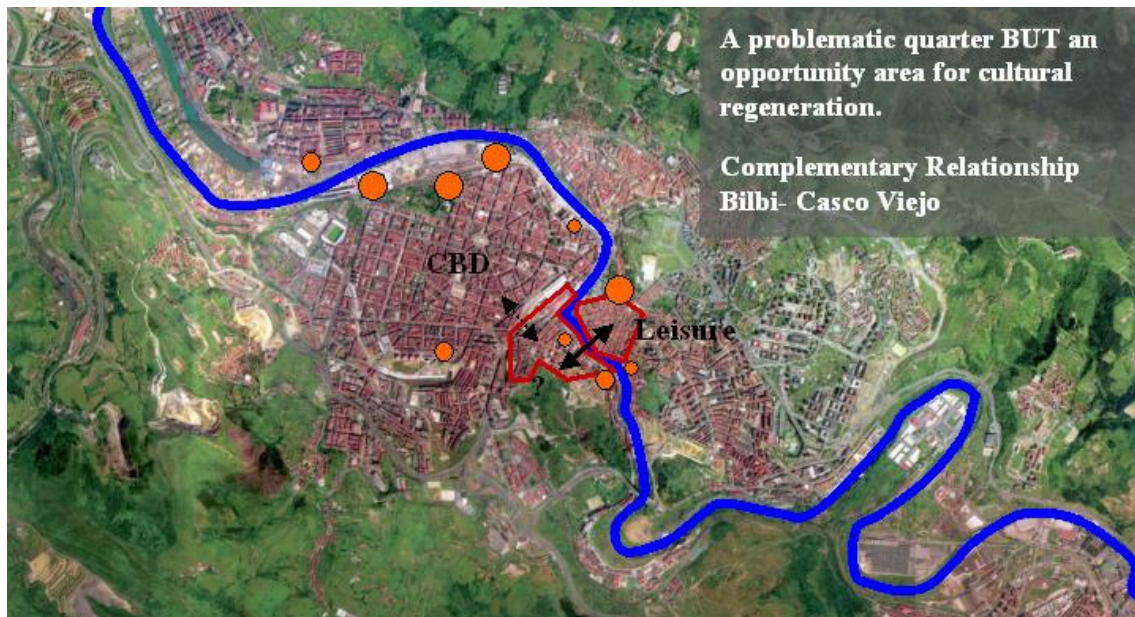 A problematic quarter BUT an
opportunity area for cultural
regeneration.
Complementary Relationship
Bilbi- Casco Viejo
CBD
Leisure
?